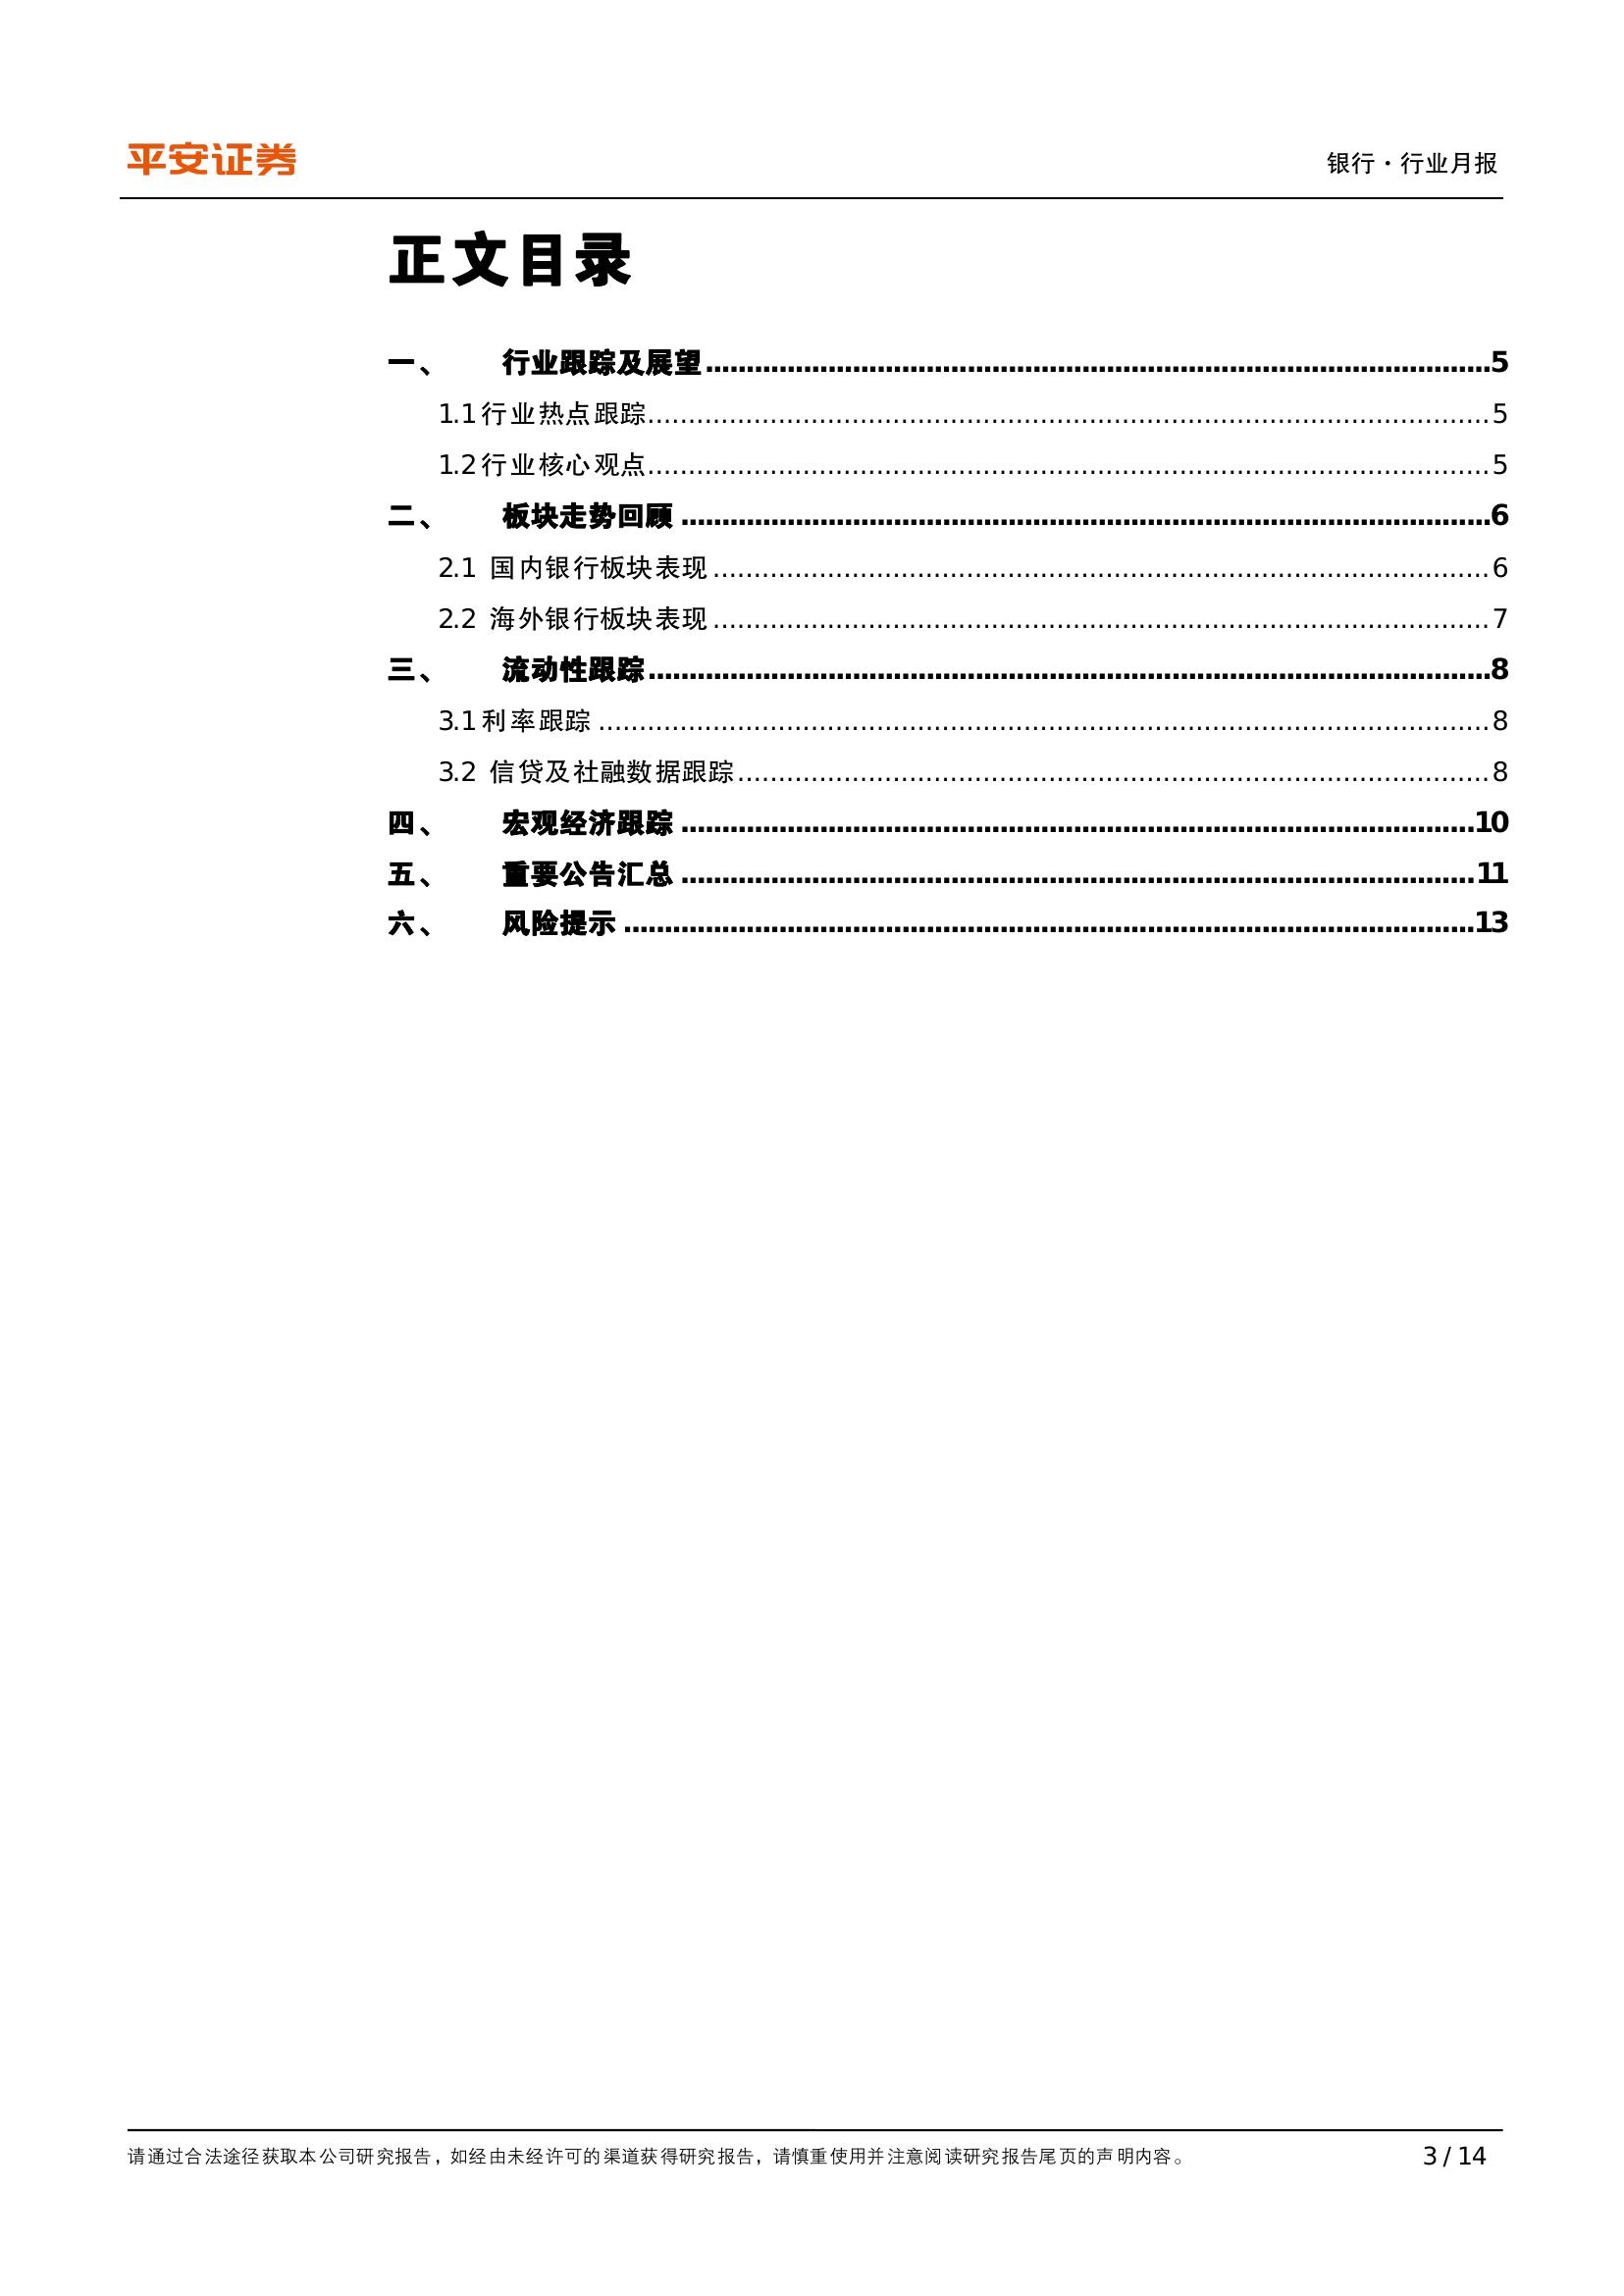 平安证券
银行·行业月报
正文目录
一、 行业跟踪及展望........................................5
1.1行业热点跟踪........................................5
1.2行业核心观点........................................5
二、 板块走势回顾........................................6
2.1 国内银行板块表现........................................6
2.2 海外银行板块表现........................................7
三、 流动性跟踪........................................8
3.1利率跟踪........................................8
3.2 信贷及社融数据跟踪........................................8
四、 宏观经济跟踪........................................10
五、 重要公告汇总........................................11
六、 风险提示........................................13
请通过合法途径获取本公司研究报告，如经由未经许可的渠道获得研究报告，请慎重使用并注意阅读研究报告尾页的声明内容。 3 / 14